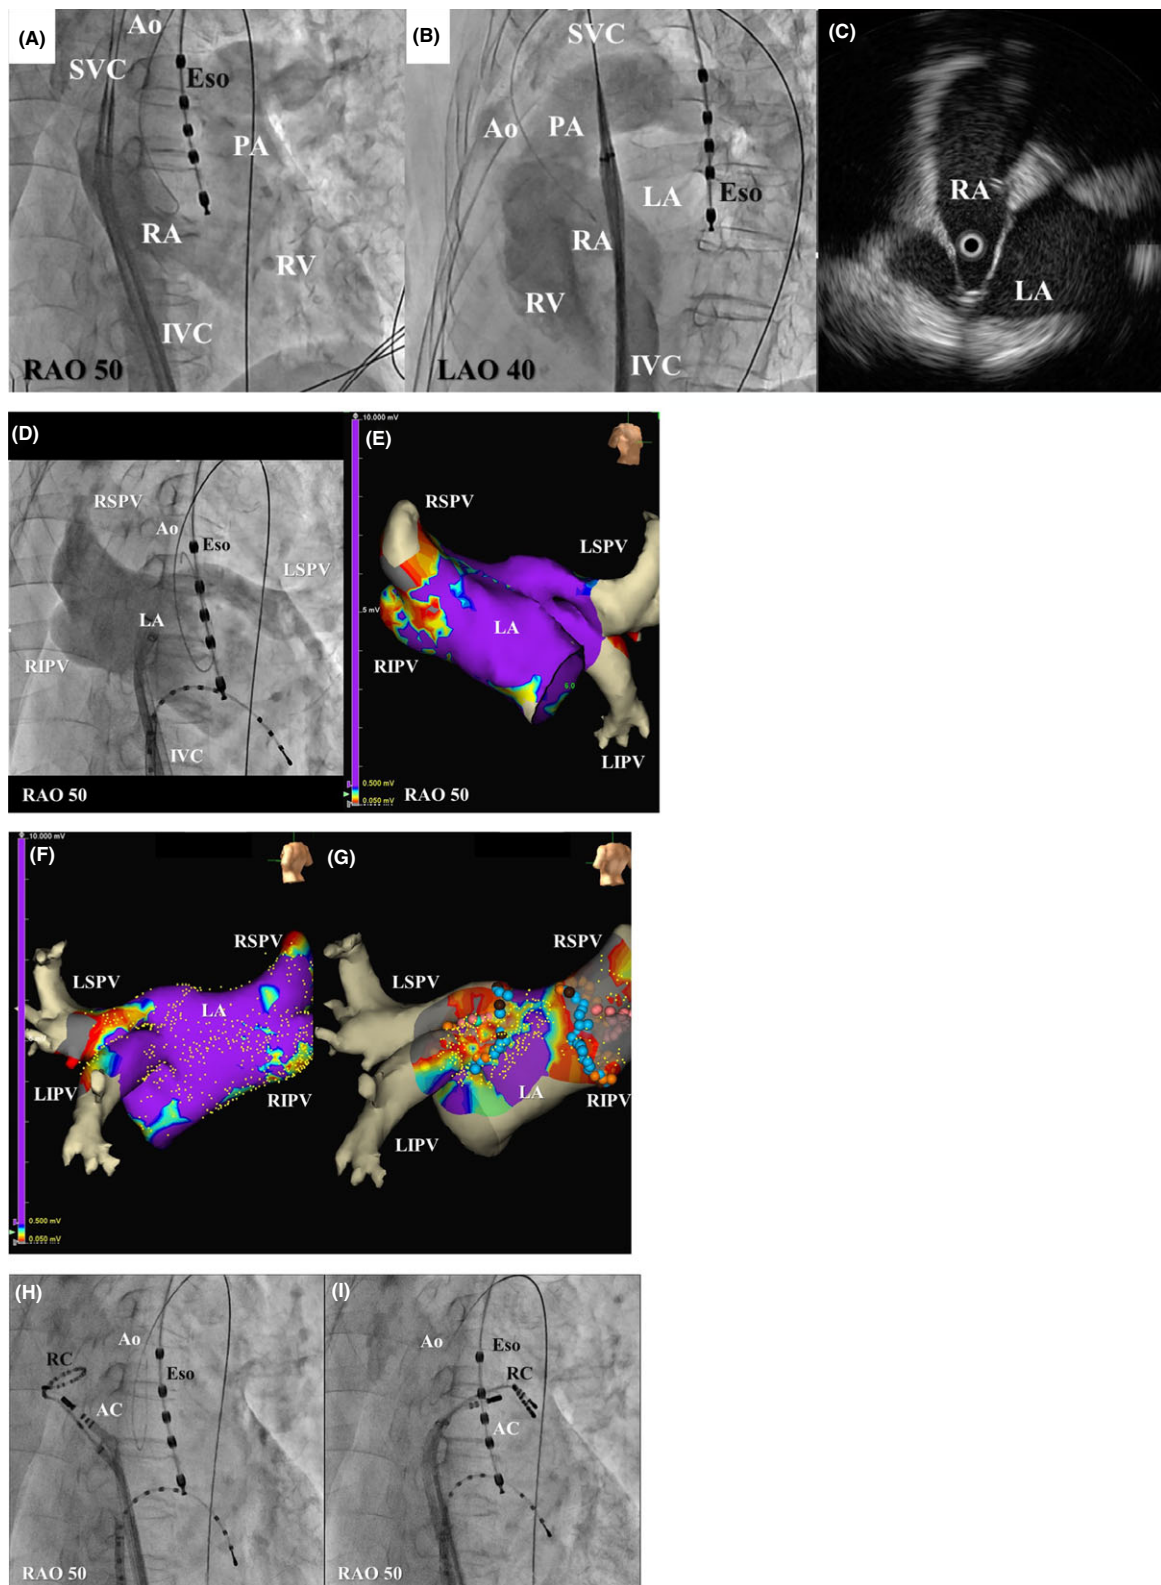 (A)
Ao
SVC
Eso
PA
RA
RV
IVC
RAO 50
(B)
SVC
Ao
PA
LA
Eso
RA
RV
IVC
LAO 40
(C)
RA
LA
(D)
RSPV
Ao
Eso
LSPV
LA
RIPV
IVC
RAO 50
10.000 mV
(E)
RSPV
LSPV
5 mV
LA
RIPV
6.0
LIPV
0.500 mV
0.050 mV
RAO 50
10.000 mV
(F)
RSPV
LSPV
LA
LIPV
RIPV
0.500 mV
0.050 mV
(G)
RSPV
LSPV
LA
RIPV
LIPV
(H)
Ao
RC
Eso
AC
RAO 50
(I)
Ao
Eso
RC
AC
RAO 50